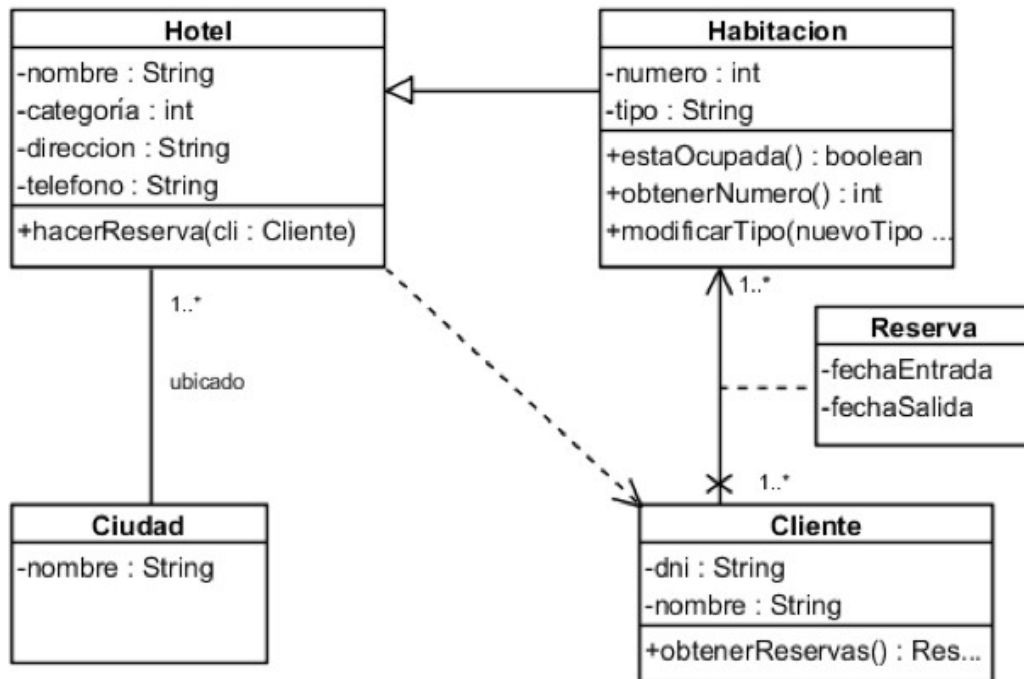 Hotel
-nombre : String
-categoría : int
-direccion : String
-telefono : String
+hacerReserva(cli : Cliente)
Habitacion
-numero : int
-tipo : String
+estaOcupada() : boolean
+obtenerNumero() : int
+modificarTipo(nuevoTipo ...
1..*
ubicado
1..*
Reserva
-fechaEntrada
-fechaSalida
1..*
Ciudad
-nombre : String
Cliente
-dni : String
-nombre : String
+obtenerReservas() : Res...